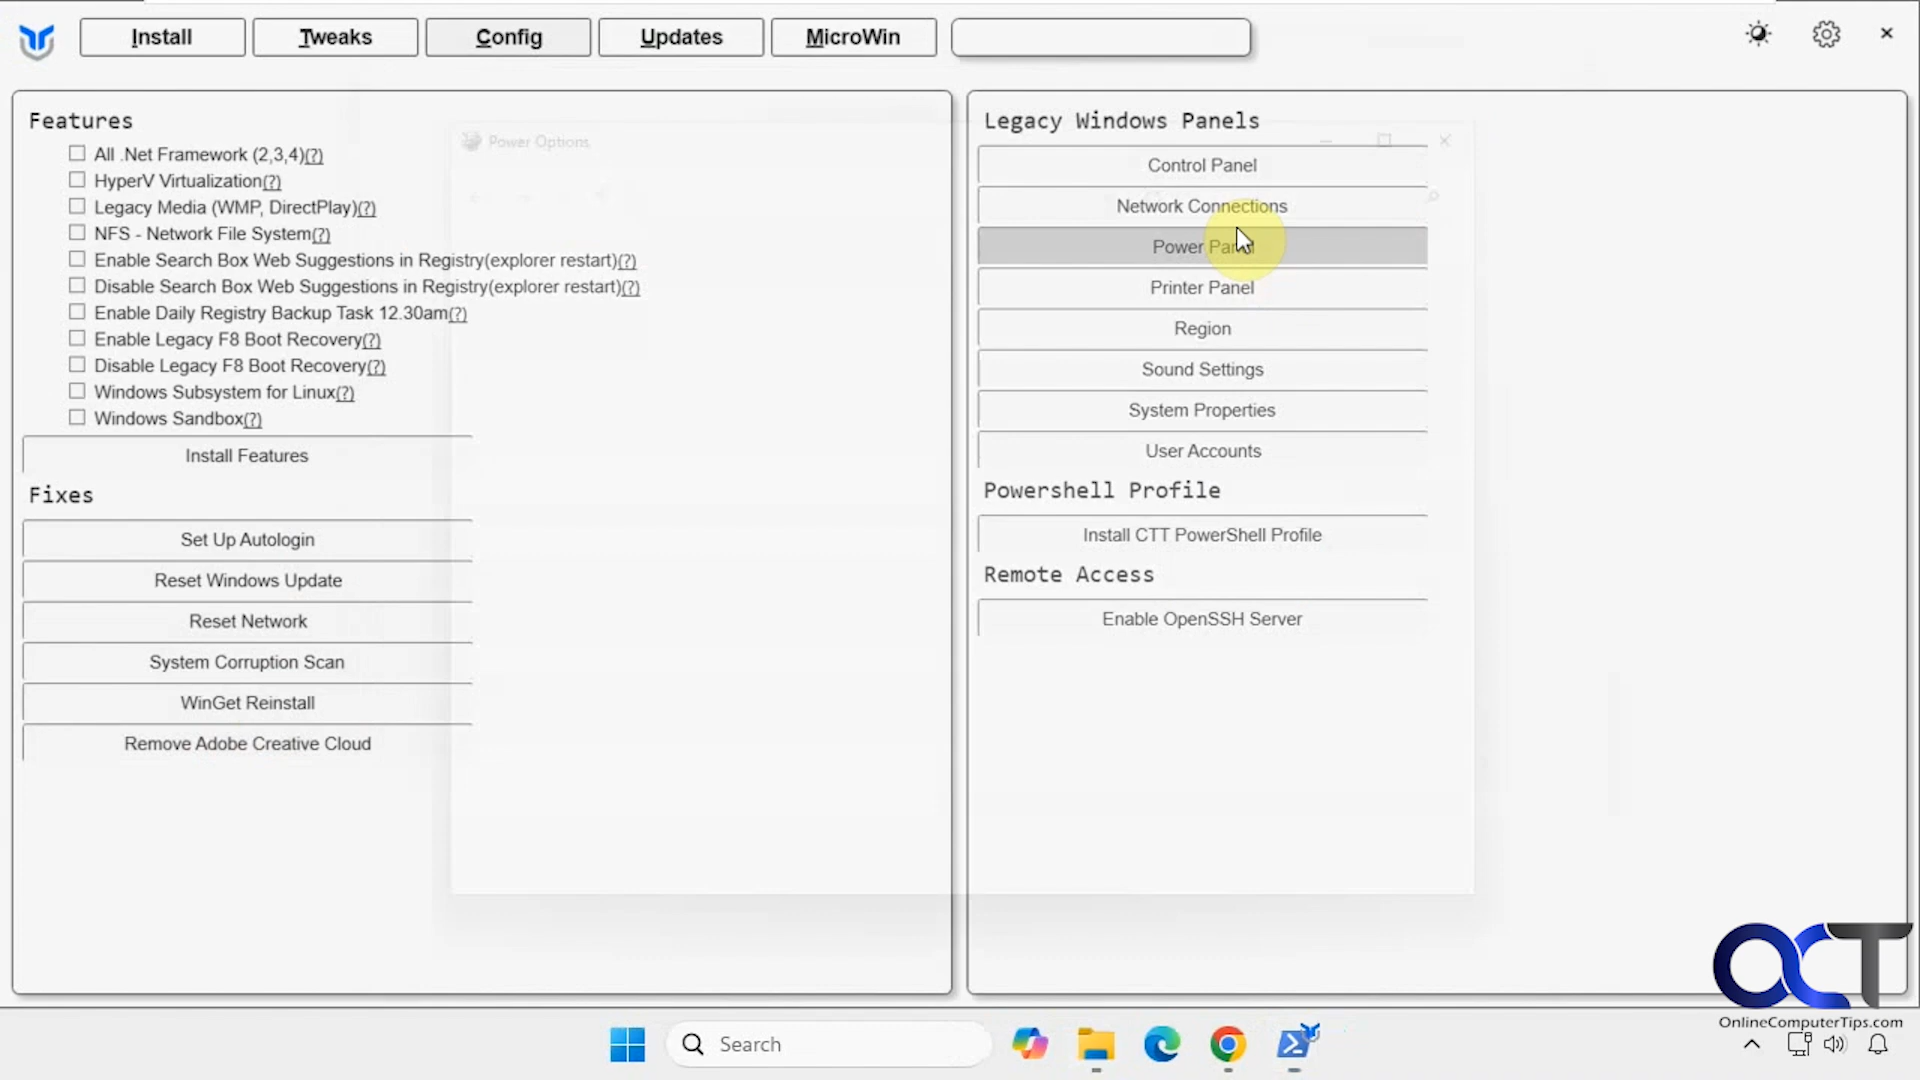 Install
Tweaks
Config
Updates
MicroWin
Features
All .Net Framework (2,3,4)(?)
HyperV Virtualization(?)
Legacy Media (WMP, DirectPlay)(?)
NFS - Network File System(?)
Enable Search Box Web Suggestions in Registry(explorer restart)(?)
Disable Search Box Web Suggestions in Registry(explorer restart)(?)
Enable Daily Registry Backup Task 12.30am(?)
Enable Legacy F8 Boot Recovery(?)
Disable Legacy F8 Boot Recovery(?)
Windows Subsystem for Linux(?)
Windows Sandbox(?)
Install Features
Fixes
Set Up Autologin
Reset Windows Update
Reset Network
System Corruption Scan
WinGet Reinstall
Remove Adobe Creative Cloud
Power Options
Legacy Windows Panels
Control Panel
Network Connections
Power Panel
Printer Panel
Region
Sound Settings
System Properties
User Accounts
Powershell Profile
Install CTT PowerShell Profile
Remote Access
Enable OpenSSH Server
OCT
OnlineComputerTips.com
Search